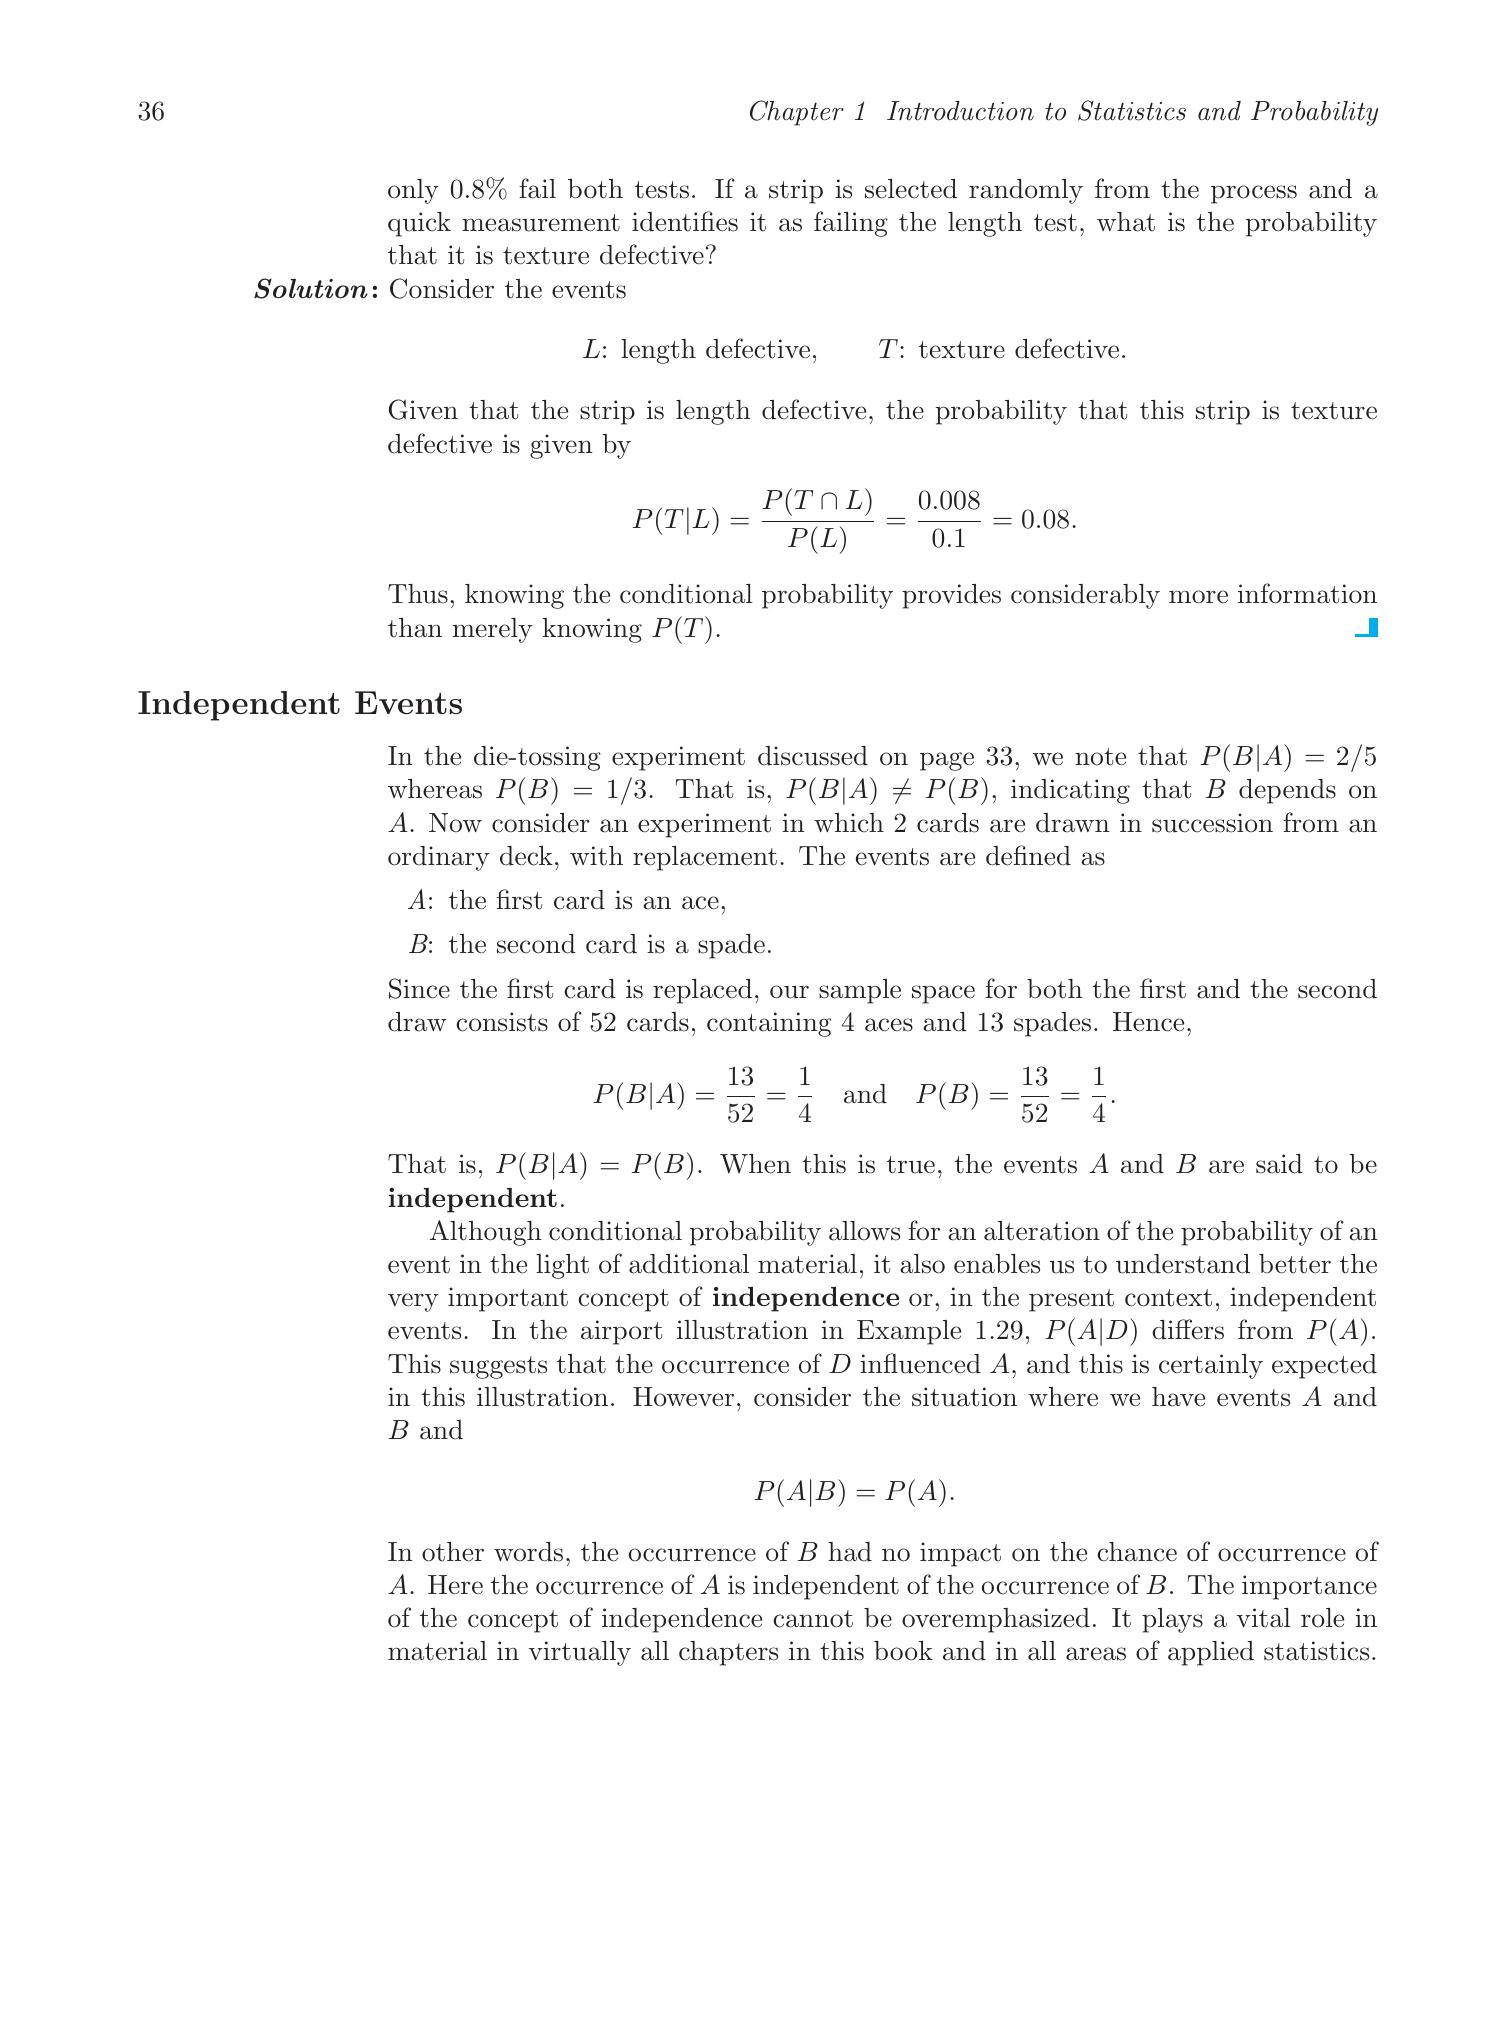 36 Chapter 1 Introduction to Statistics and Probability
only 0.8% fail both tests. If a strip is selected randomly from the process and a
quick measurement identifies it as failing the length test, what is the probability
that it is texture defective?
Solution: Consider the events
L: length defective, T: texture defective.
Given that the strip is length defective, the probability that this strip is texture
defective is given by
P(T|L) = P(T ∩ L) / P(L) = 0.008 / 0.1 = 0.08.
Thus, knowing the conditional probability provides considerably more information
than merely knowing P(T).
Independent Events
In the die-tossing experiment discussed on page 33, we note that P(B|A) = 2/5
whereas P(B) = 1/3. That is, P(B|A) ≠ P(B), indicating that B depends on
A. Now consider an experiment in which 2 cards are drawn in succession from an
ordinary deck, with replacement. The events are defined as
A: the first card is an ace,
B: the second card is a spade.
Since the first card is replaced, our sample space for both the first and the second
draw consists of 52 cards, containing 4 aces and 13 spades. Hence,
P(B|A) = 13/52 = 1/4 and P(B) = 13/52 = 1/4.
That is, P(B|A) = P(B). When this is true, the events A and B are said to be
independent.
Although conditional probability allows for an alteration of the probability of an
event in the light of additional material, it also enables us to understand better the
very important concept of independence or, in the present context, independent
events. In the airport illustration in Example 1.29, P(A|D) differs from P(A).
This suggests that the occurrence of D influenced A, and this is certainly expected
in this illustration. However, consider the situation where we have events A and
B and
P(A|B) = P(A).
In other words, the occurrence of B had no impact on the chance of occurrence of
A. Here the occurrence of A is independent of the occurrence of B. The importance
of the concept of independence cannot be overemphasized. It plays a vital role in
material in virtually all chapters in this book and in all areas of applied statistics.